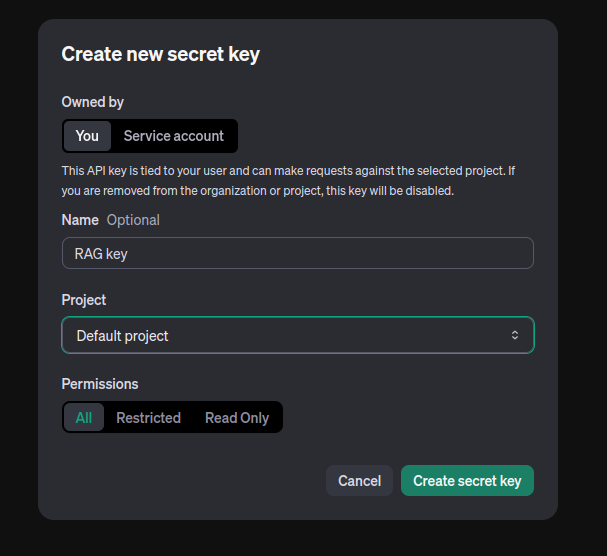 Create new secret key
Owned by
You Service account
This API key is tied to your user and can make requests against the selected project. If
you are removed from the organization or project, this key will be disabled.
Name Optional
RAG key
Project
Default project
Permissions
All Restricted Read Only
Cancel Create secret key